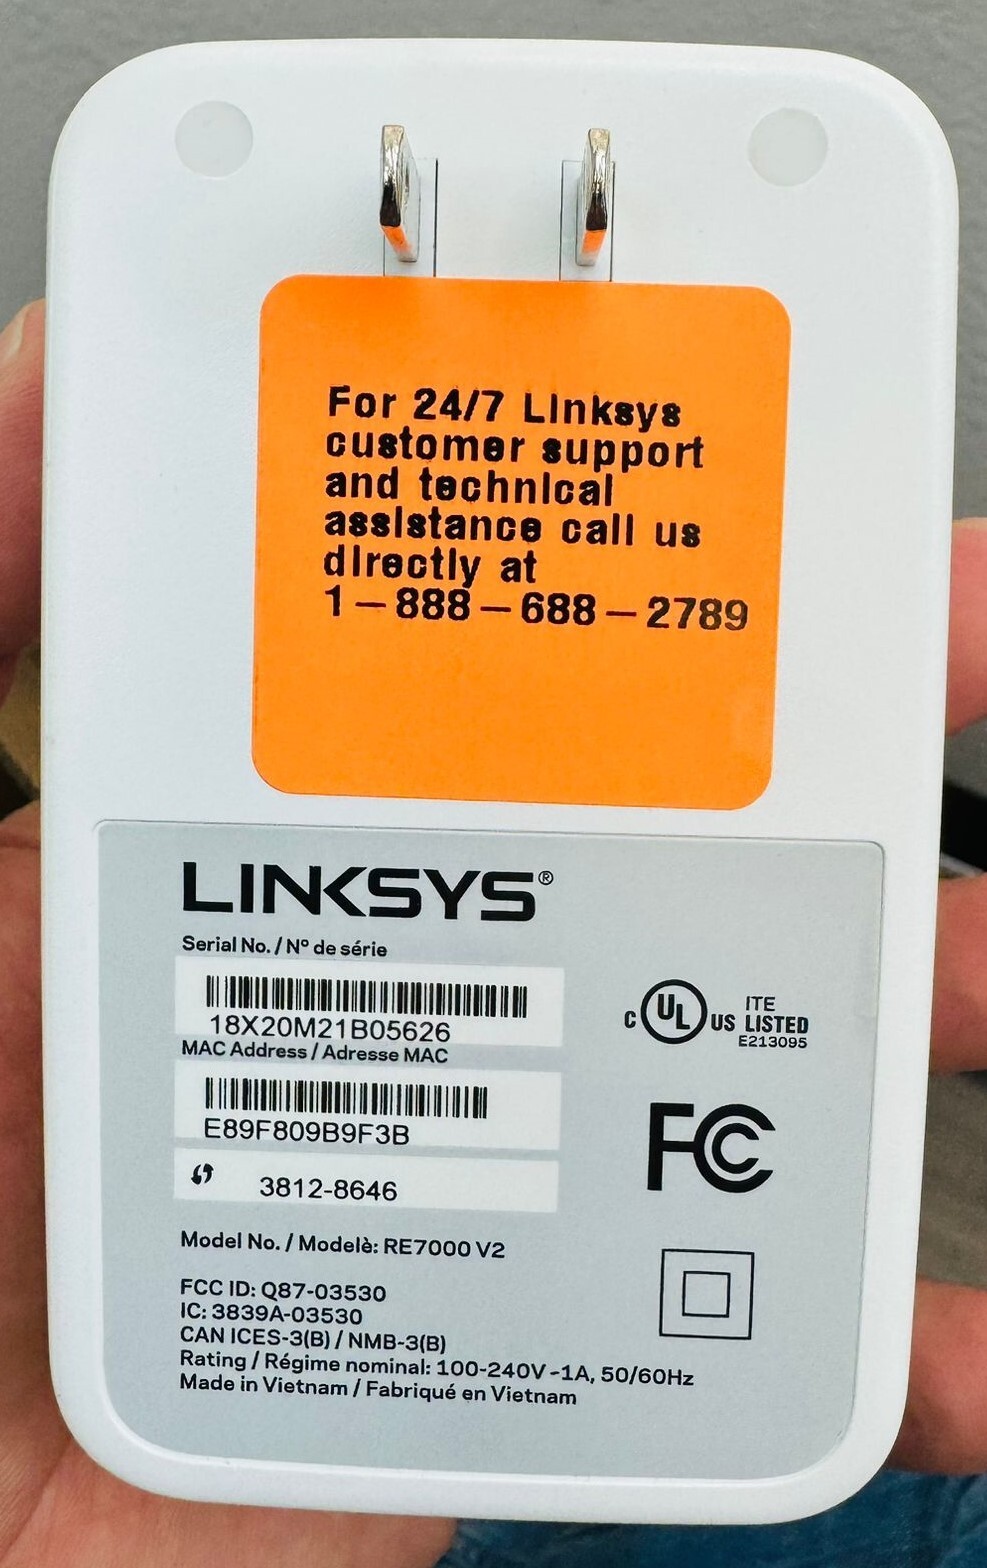 For 24/7 Linksys
customer support
and technical
assistance call us
directly at
1-888-688-2789
LINKSYS®
Serial No. / N° de série
18X20M21B05626
MAC Address / Adresse MAC
E89F809B9F3B
3812-8646
Model No. / Modelè: RE7000 V2
FCC ID: Q87-03530
IC: 3839A-03530
CAN ICES-3(B) / NMB-3(B)
Rating / Régime nominal: 100-240V ~1A, 50/60Hz
Made in Vietnam / Fabriqué en Vietnam
C UL US ITE
LISTED
E213095
FC